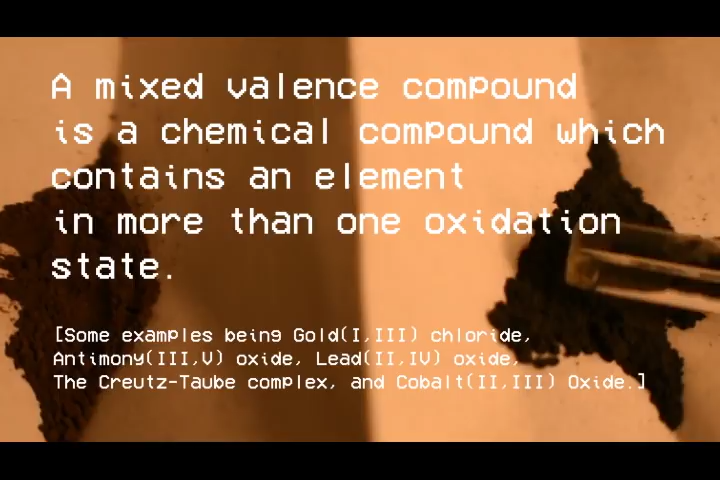 A mixed valence compound
is a chemical compound which
contains an element
in more than one oxidation
state.
[Some examples being Gold(I,III) chloride,
Antimony(III,V) oxide, Lead(II,IV) oxide,
The Creutz-Taube complex, and Cobalt(II,III) Oxide.]